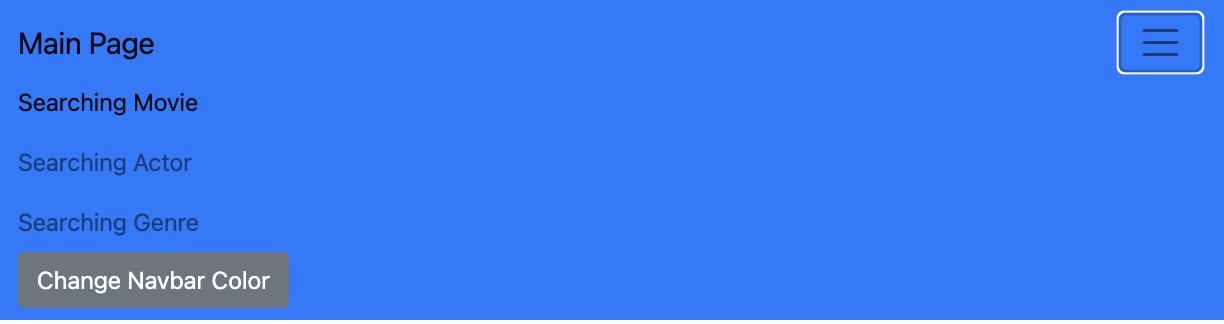 Main Page
Searching Movie
Searching Actor
Searching Genre
Change Navbar Color